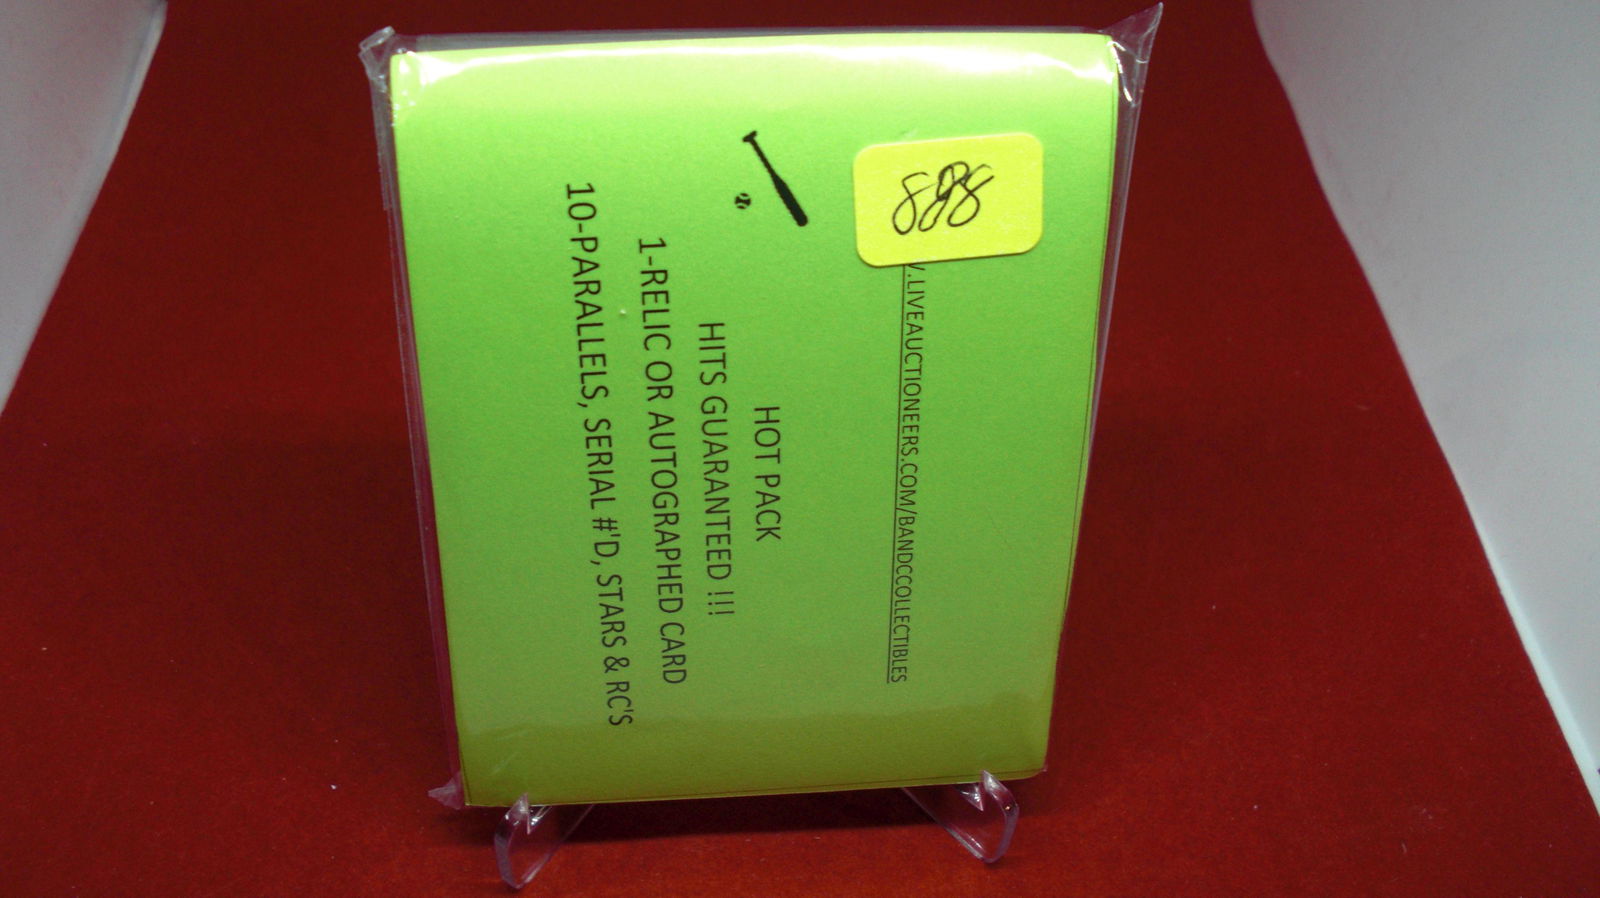 888
.LIVEAUCTIONEERS.COM/BANDCCOLLECTIBLES
HOT PACK
HITS GUARANTEED !!!
1-RELIC OR AUTOGRAPHED CARD
10-PARALLELS, SERIAL #'D, STARS & RC'S